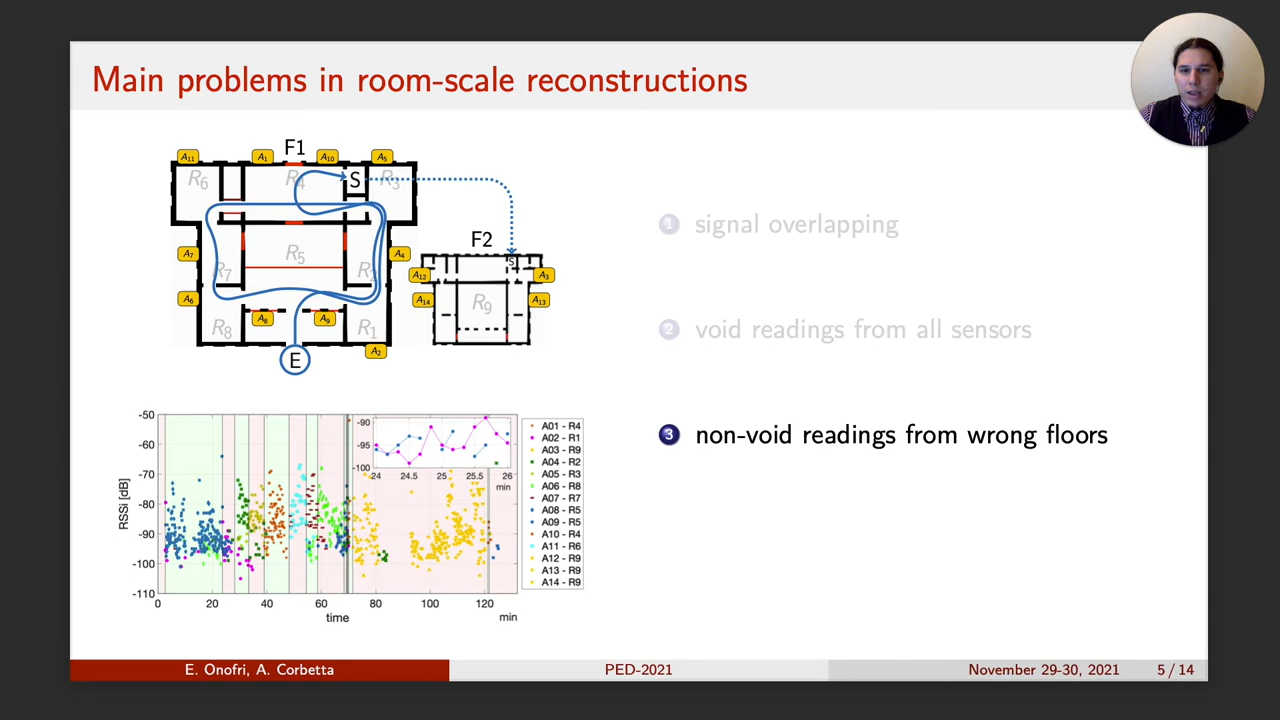 Main problems in room-scale reconstructions
F1
A11 A1 A10 A5
R6 R4 S R3
F2
A7 R7 R5 R2 A4
A12 S A3
A6 A14 R9 A13
R8 A8 A9 R1
E A2
1 signal overlapping
2 void readings from all sensors
3 non-void readings from wrong floors
RSSi [dB]
-50
-60
-70
-80
-90
-100
-110
0 20 40 60 80 100 120
time min
-90
-95
-100
24 24.5 25 25.5 26
min
A01 - R4
A02 - R1
A03 - R9
A04 - R2
A05 - R3
A06 - R8
A07 - R7
A08 - R5
A09 - R5
A10 - R4
A11 - R6
A12 - R9
A13 - R9
A14 - R9
E. Onofri, A. Corbetta PED-2021 November 29-30, 2021 5 / 14